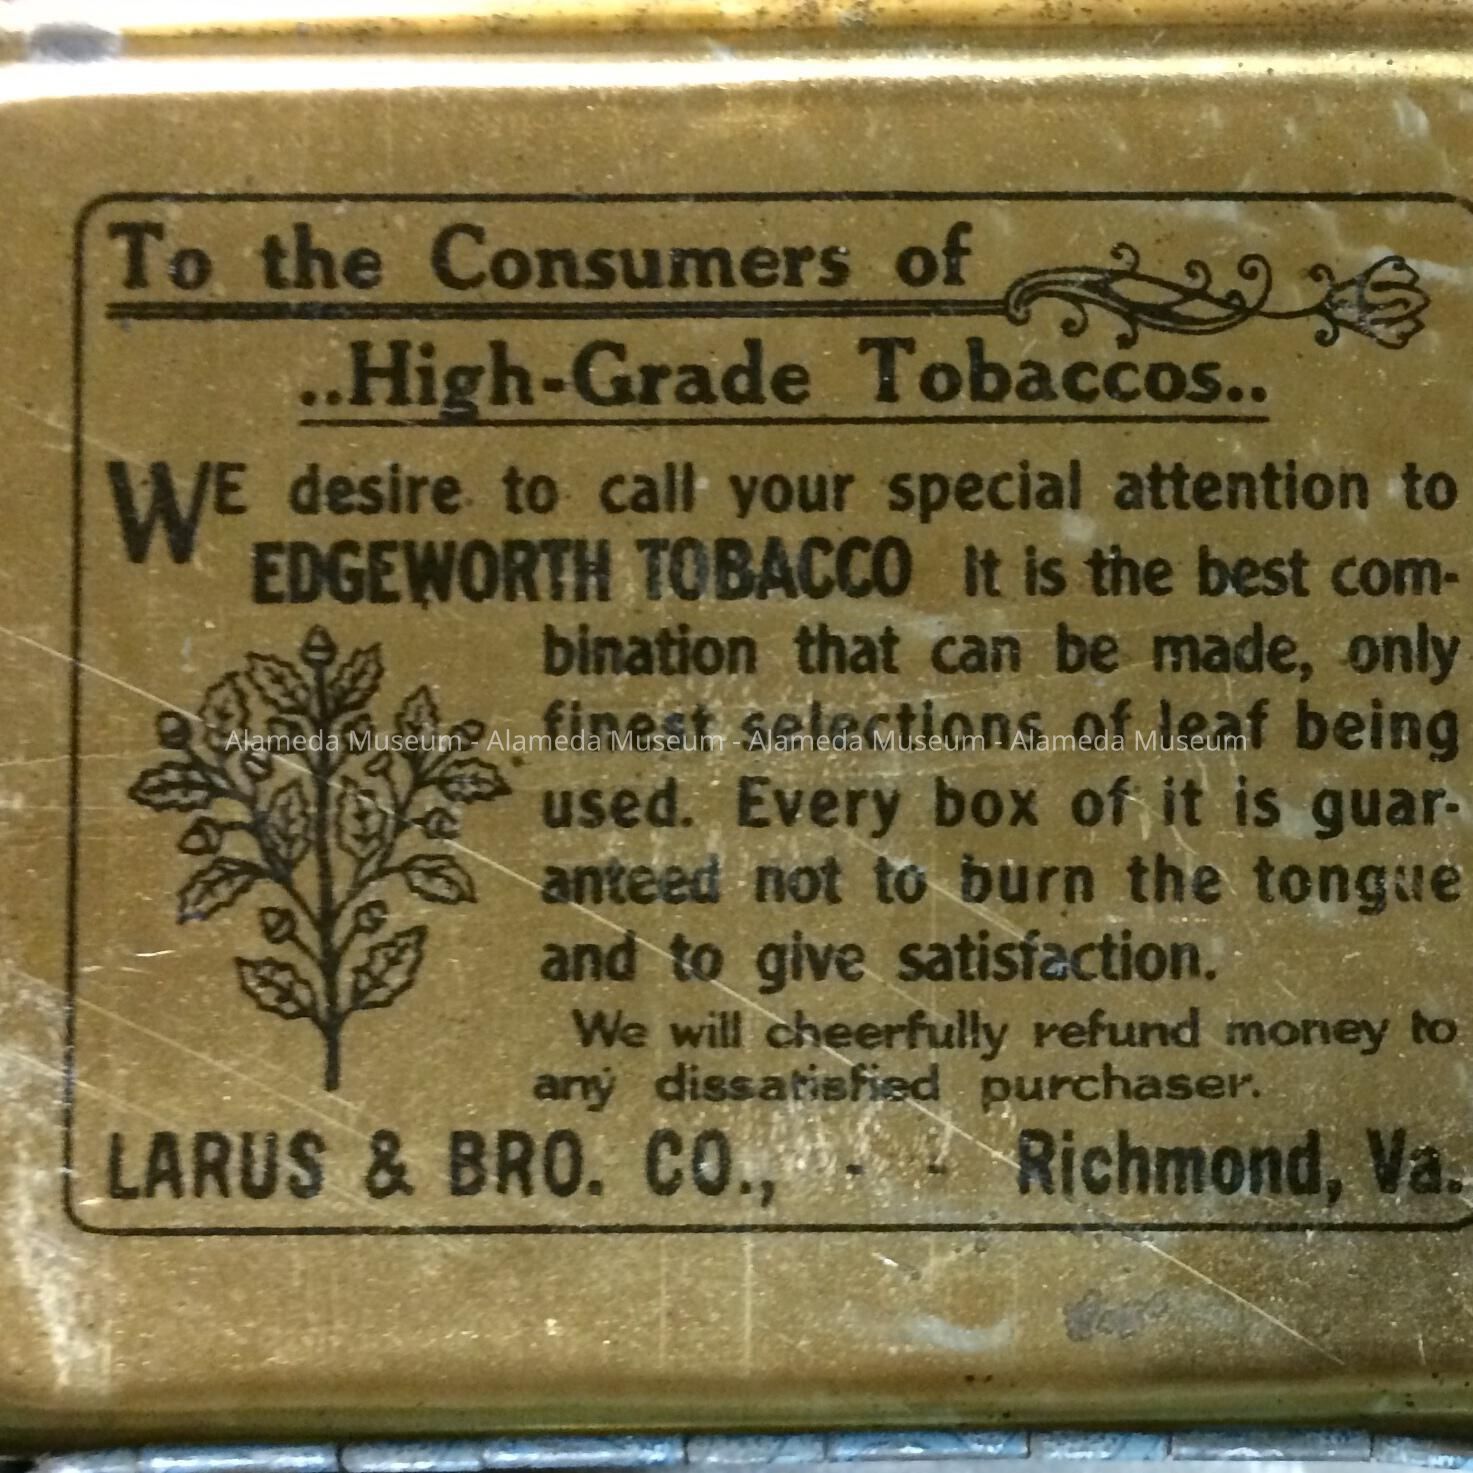 To the Consumers of
..High-Grade Tobaccos..
WE desire to call your special attention to
EDGEWORTH TOBACCO It is the best com-
bination that can be made, only
finest selections of leaf being
Alameda Museum - Alameda Museum - Alameda Museum - Alameda Museum
used. Every box of it is guar-
anteed not to burn the tongue
and to give satisfaction.
We will cheerfully refund money to
any dissatisfied purchaser.
LARUS & BRO. CO., - - Richmond, Va.